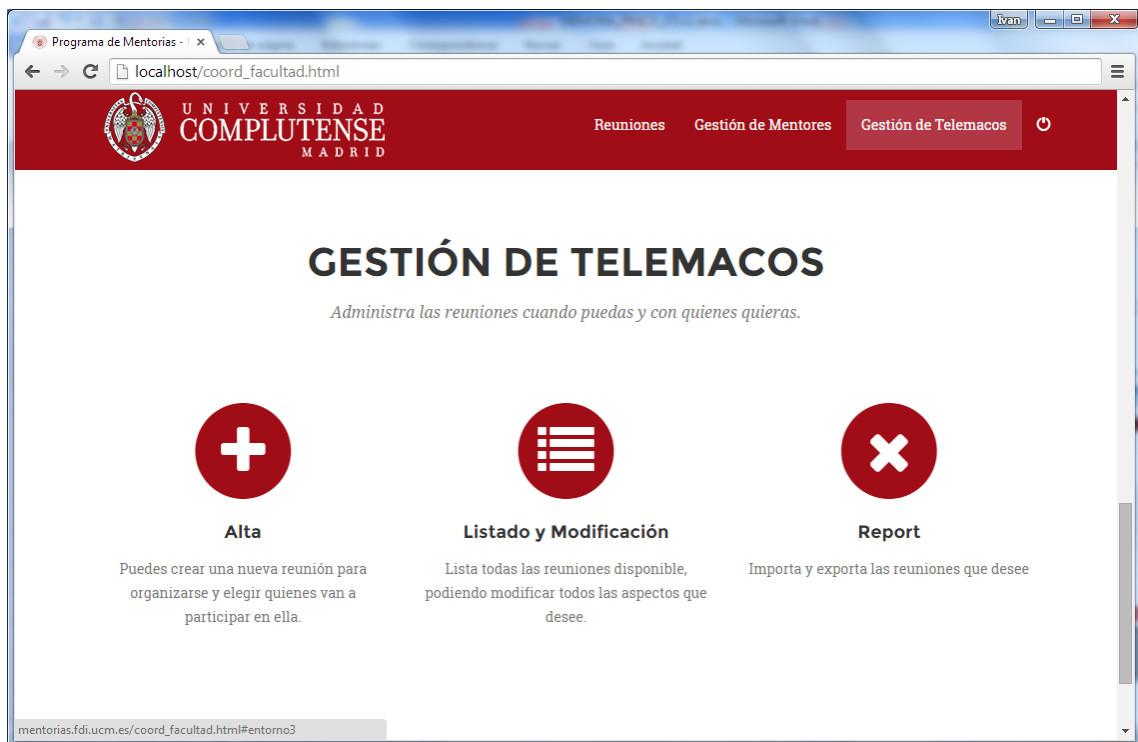 Ivan
Programa de Mentorias -
localhost/coord_facultad.html
UNIVERSIDAD
COMPLUTENSE
MADRID
Reuniones Gestión de Mentores Gestión de Telemacos
GESTIÓN DE TELEMACOS
Administra las reuniones cuando puedas y con quienes quieras.
Alta
Puedes crear una nueva reunión para
organizarse y elegir quienes van a
participar en ella.
Listado y Modificación
Lista todas las reuniones disponible,
podiendo modificar todos las aspectos que
desee.
Report
Importa y exporta las reuniones que desee
mentorias.fdi.ucm.es/coord_facultad.html#entorno3